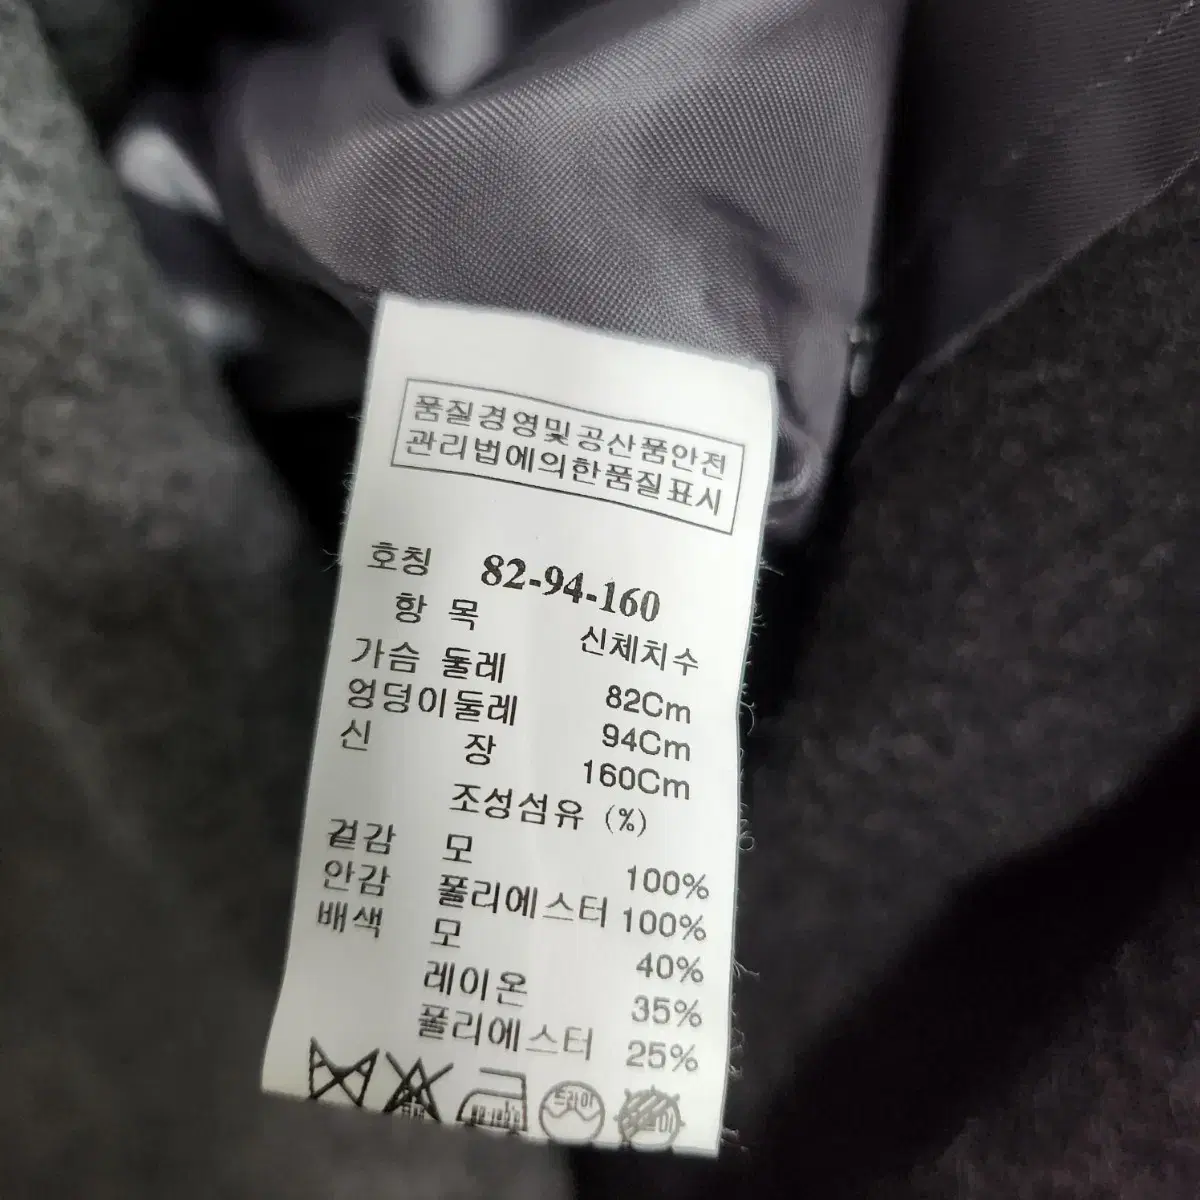 품질경영및공산품안전
관리법에의한품질표시
호칭 82-94-160
항 목 신체치수
가슴 둘레 82Cm
엉덩이둘레 94Cm
신 장 160Cm
조성섬유 (%)
겉감 모 100%
안감 폴리에스터 100%
배색 모 40%
레이온 35%
폴리에스터 25%
드라이